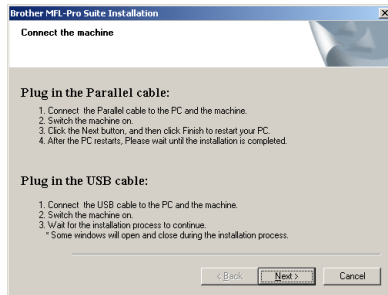 Brother MFL-Pro Suite Installation
Connect the machine
Plug in the Parallel cable:
1. Connect the Parallel cable to the PC and the machine.
2. Switch the machine on.
3. Click the Next button, and then click Finish to restart your PC.
4. After the PC restarts, Please wait until the installation is completed.
Plug in the USB cable:
1. Connect the USB cable to the PC and the machine.
2. Switch the machine on.
3. Wait for the installation process to continue.
* Some windows will open and close during the installation process.
< Back Next > Cancel